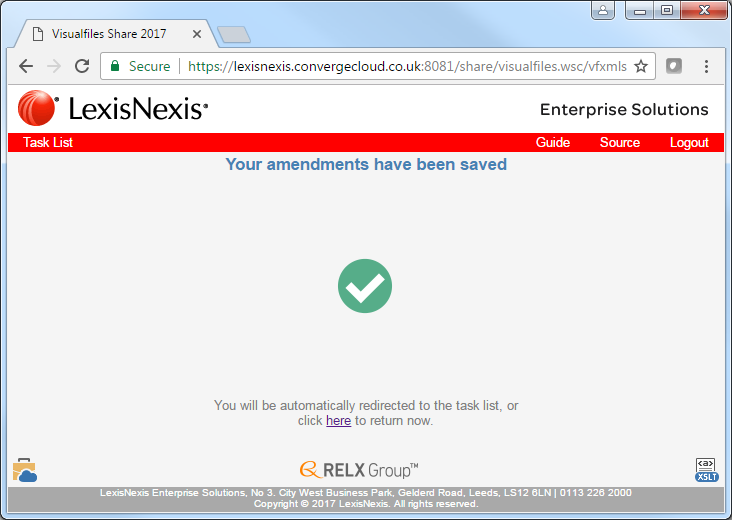 Visualfiles Share 2017
Secure https://lexisnexis.convergecloud.co.uk:8081/share/visualfiles.wsc/vfxmls
LexisNexis® Enterprise Solutions
Task List Guide Source Logout
Your amendments have been saved
You will be automatically redirected to the task list, or
click here to return now.
RELX Group™
<a>
XSLT
LexisNexis Enterprise Solutions, No 3. City West Business Park, Gelderd Road, Leeds, LS12 6LN | 0113 226 2000
Copyright © 2017 LexisNexis. All rights reserved.